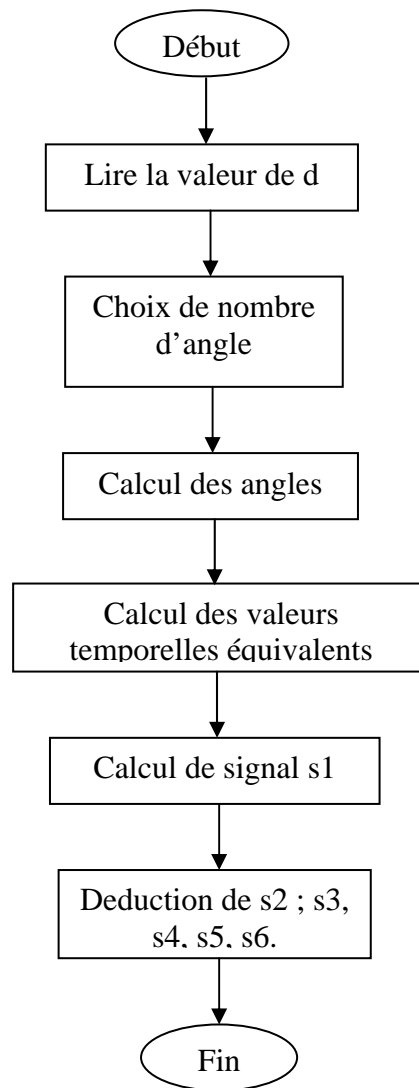 Début
Lire la valeur de d
Choix de nombre
d’angle
Calcul des angles
Calcul des valeurs
temporelles équivalents
Calcul de signal s1
Deduction de s2 ; s3,
s4, s5, s6.
Fin